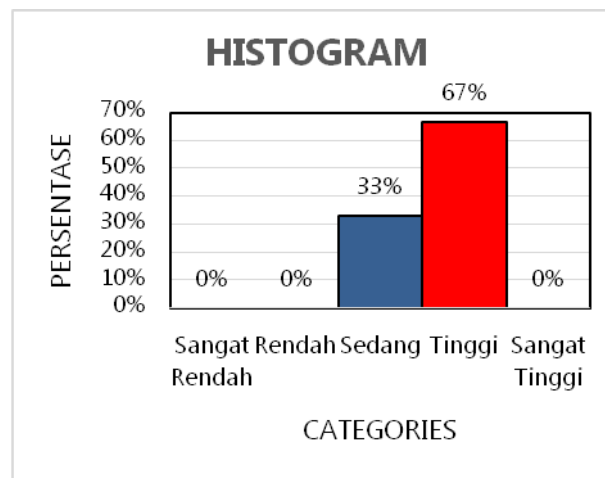 HISTOGRAM
PERSENTASE
70%
60%
50%
40%
30%
20%
10%
0%
0%
0%
33%
67%
0%
Sangat Rendah Sedang Tinggi Sangat
Rendah Tinggi
CATEGORIES